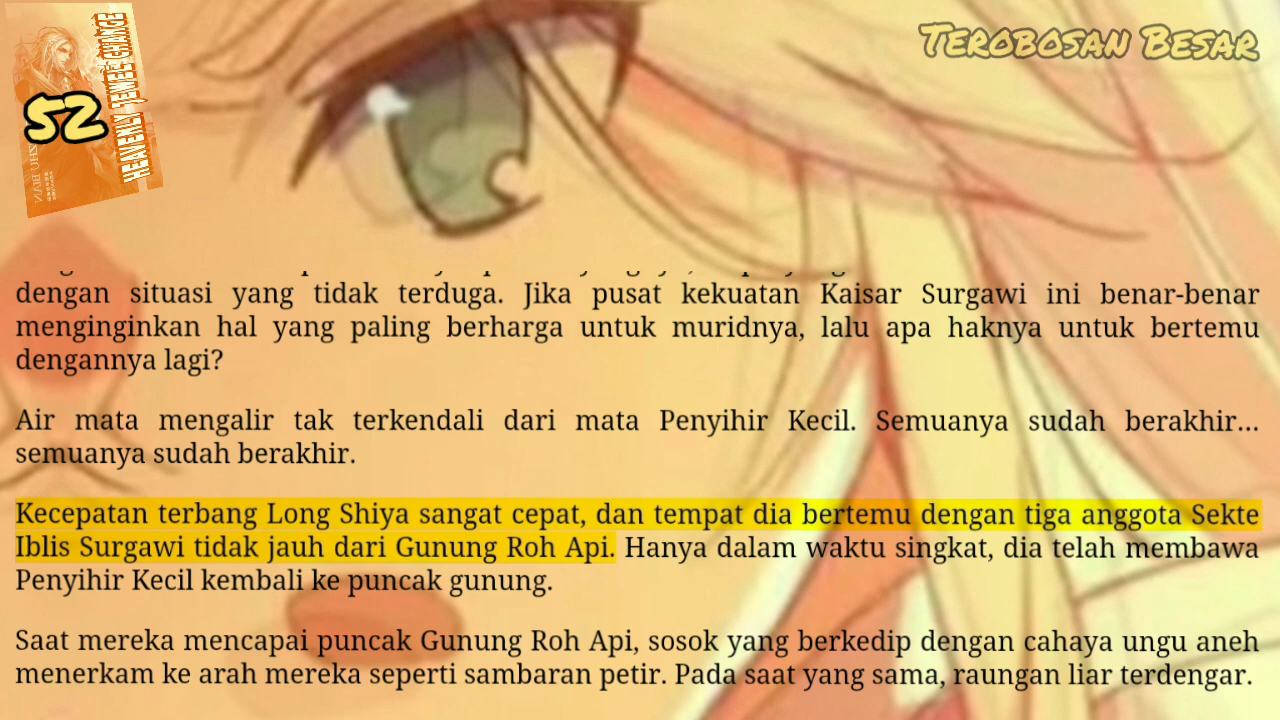 Terobosan Besar
52
HEAVENLY JEWEL CHANGE
dengan situasi yang tidak terduga. Jika pusat kekuatan Kaisar Surgawi ini benar-benar
menginginkan hal yang paling berharga untuk muridnya, lalu apa haknya untuk bertemu
dengannya lagi?
Air mata mengalir tak terkendali dari mata Penyihir Kecil. Semuanya sudah berakhir...
semuanya sudah berakhir.
Kecepatan terbang Long Shiya sangat cepat, dan tempat dia bertemu dengan tiga anggota Sekte
Iblis Surgawi tidak jauh dari Gunung Roh Api. Hanya dalam waktu singkat, dia telah membawa
Penyihir Kecil kembali ke puncak gunung.
Saat mereka mencapai puncak Gunung Roh Api, sosok yang berkedip dengan cahaya ungu aneh
menerkam ke arah mereka seperti sambaran petir. Pada saat yang sama, raungan liar terdengar.